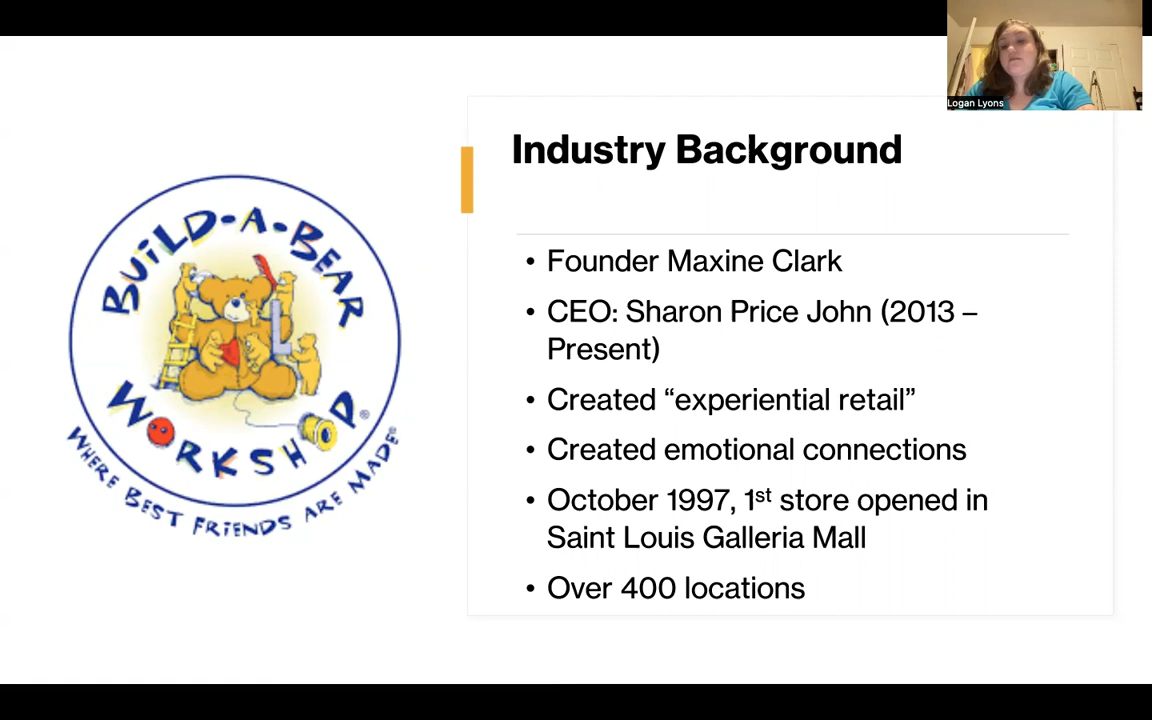 Logan Lyons
BUILD-A-BEAR
WORKSHOP®
WHERE BEST FRIENDS ARE MADE®
Industry Background
• Founder Maxine Clark
• CEO: Sharon Price John (2013 –
Present)
• Created “experiential retail”
• Created emotional connections
• October 1997, 1st store opened in
Saint Louis Galleria Mall
• Over 400 locations